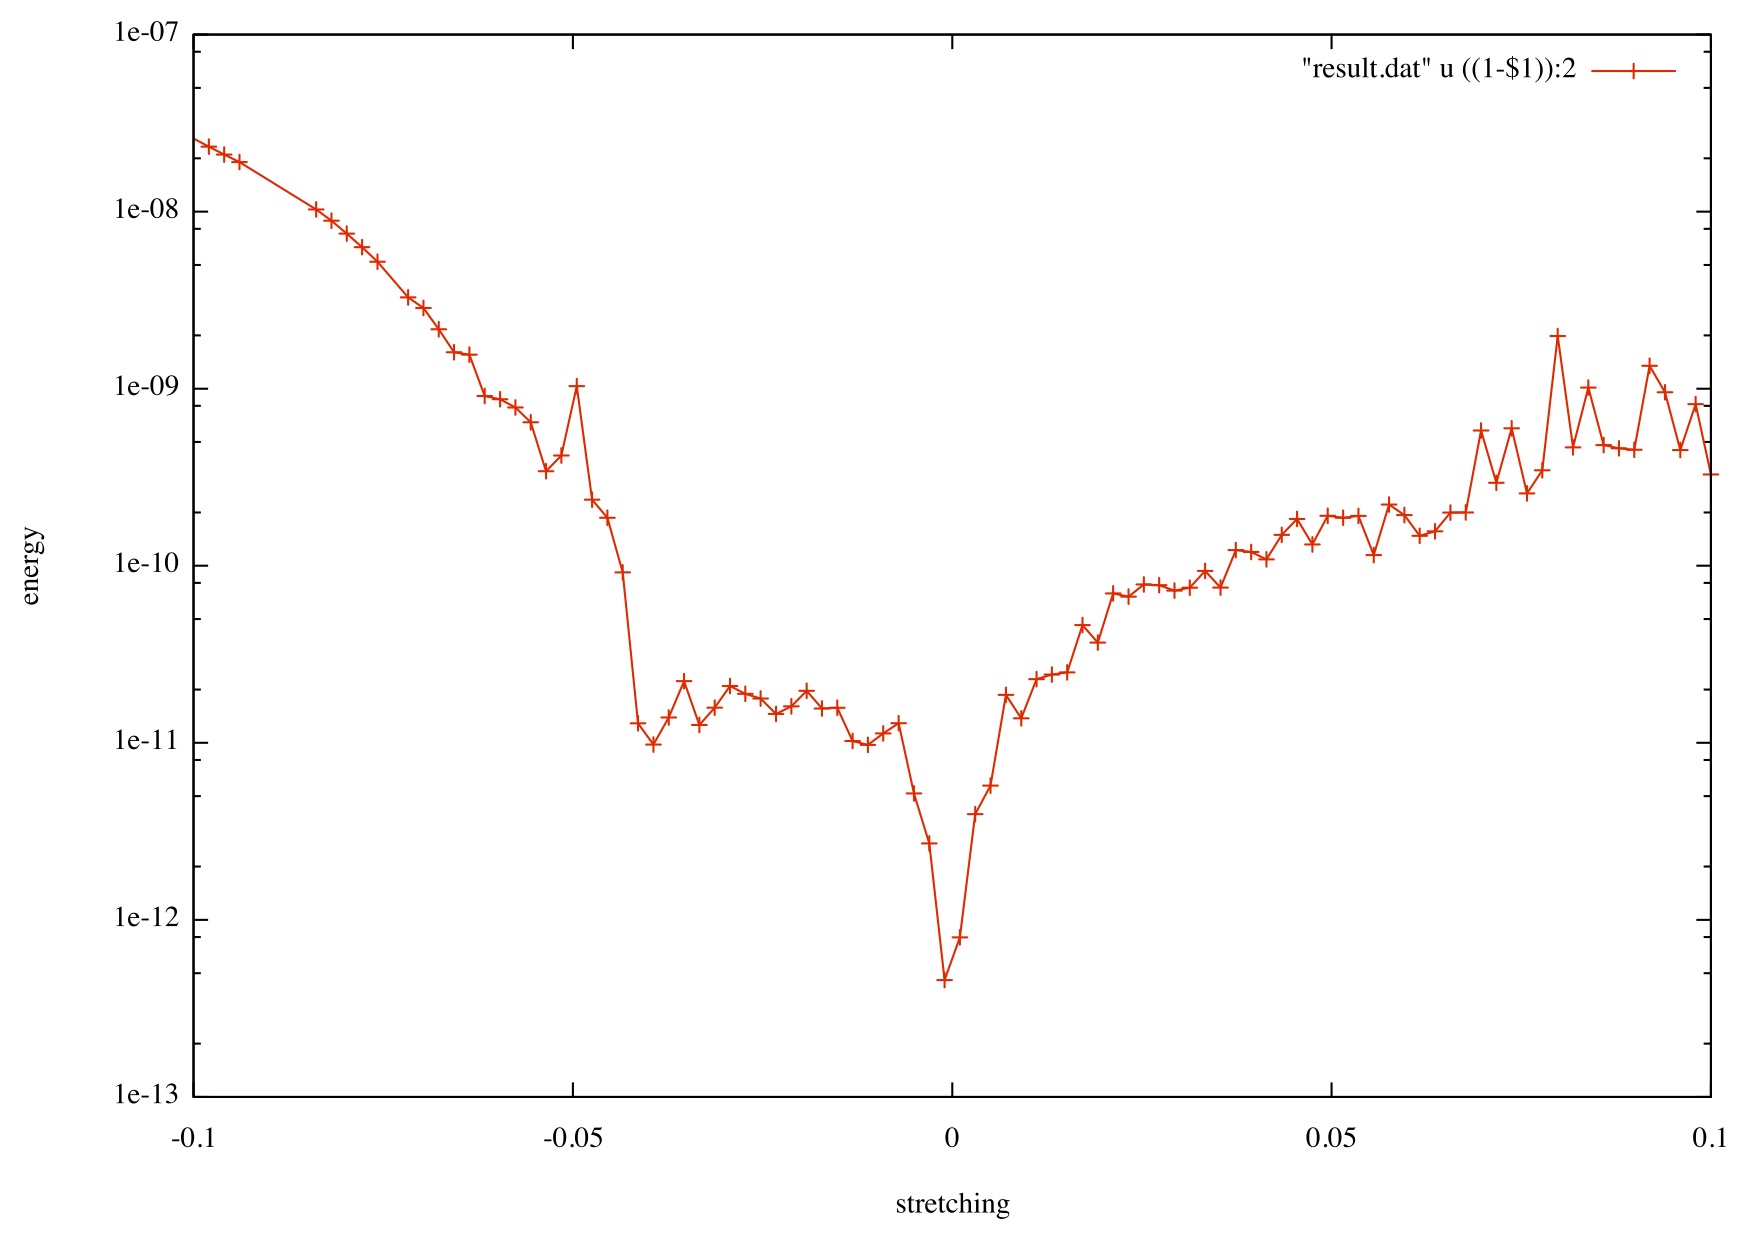 1e-07
"result.dat" u ((1-$1)):2
1e-08
1e-09
1e-10
energy
1e-11
1e-12
1e-13
-0.1 -0.05 0 0.05 0.1
stretching